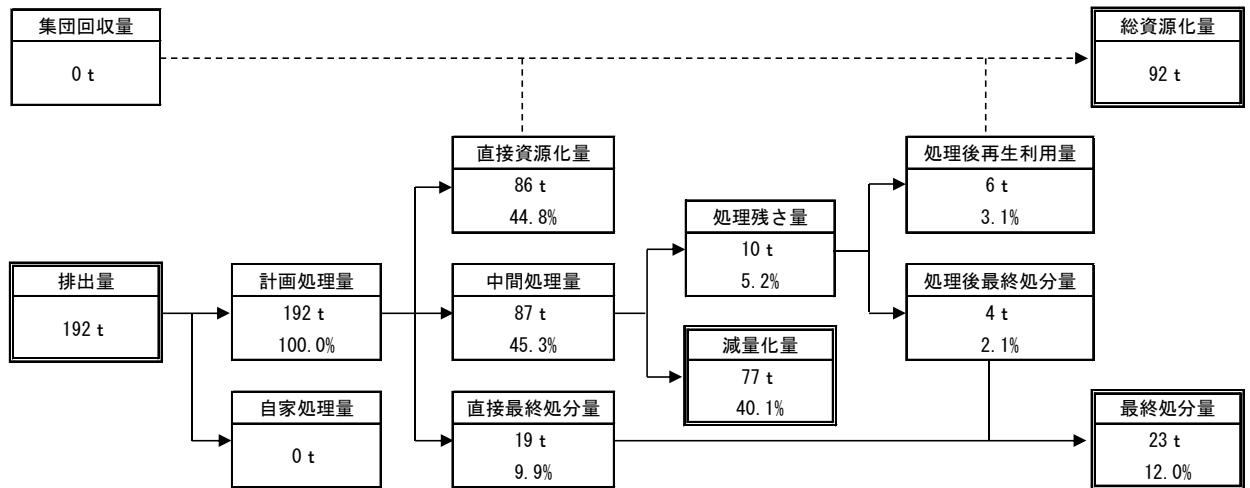 集団回収量
0 t
総資源化量
92 t
直接資源化量
86 t
44.8%
処理後再生利用量
6 t
3.1%
処理残さ量
10 t
5.2%
排出量
192 t
計画処理量
192 t
100.0%
中間処理量
87 t
45.3%
処理後最終処分量
4 t
2.1%
減量化量
77 t
40.1%
自家処理量
0 t
直接最終処分量
19 t
9.9%
最終処分量
23 t
12.0%